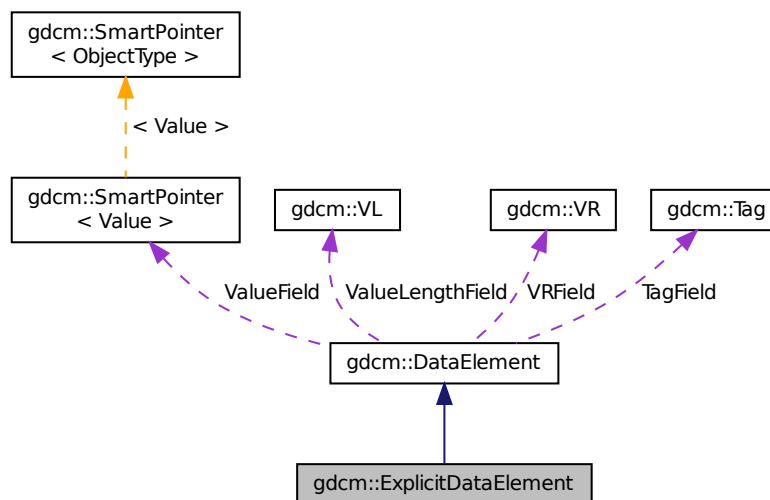 gdcm::SmartPointer
< ObjectType >
< Value >
gdcm::SmartPointer
< Value >
gdcm::VL
gdcm::VR
gdcm::Tag
ValueField
ValueLengthField
VRField
TagField
gdcm::DataElement
gdcm::ExplicitDataElement